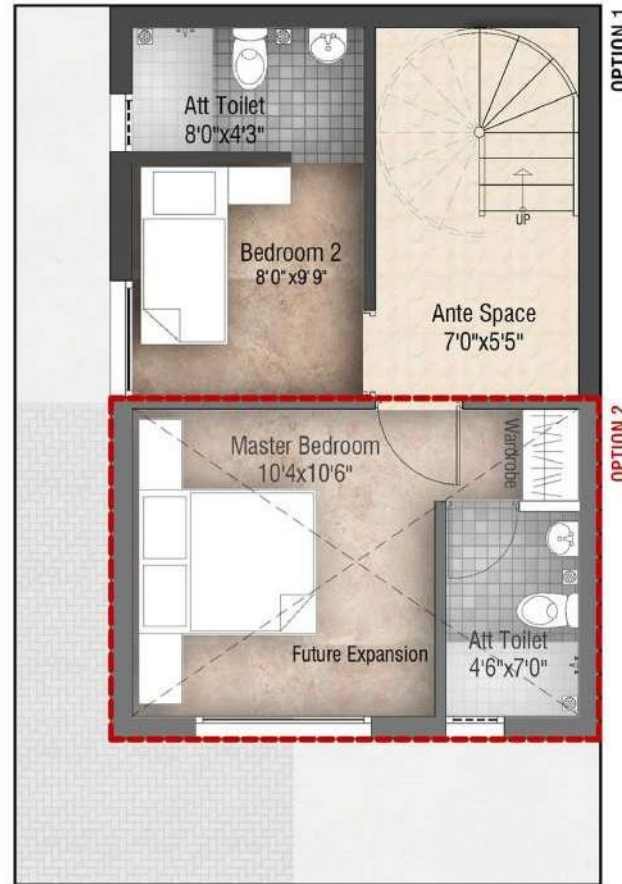 OPTION 1
Att Toilet
8'0"x4'3"
UP
Bedroom 2
8'0"x9'9"
Ante Space
7'0"x5'5"
OPTION 2
Master Bedroom
10'4x10'6"
Wardrobe
Future Expansion
Att Toilet
4'6"x7'0"